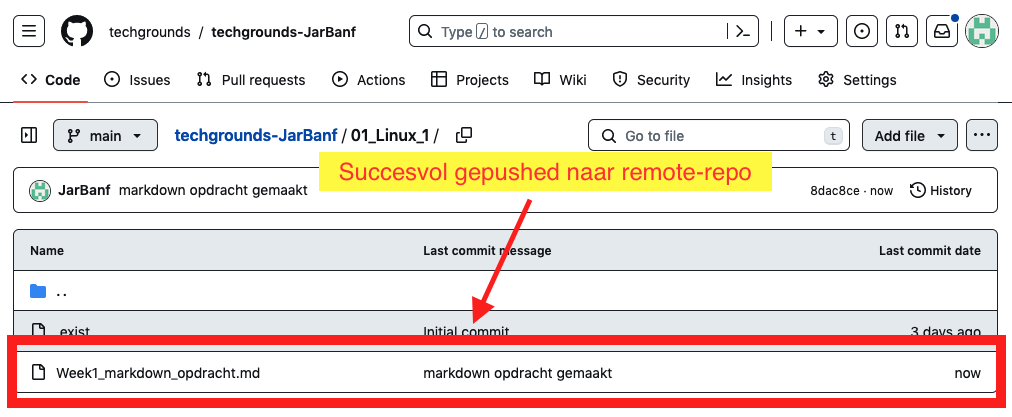 techgrounds / techgrounds-JarBanf
Type / to search
Code Issues Pull requests Actions Projects Wiki Security Insights Settings
main techgrounds-JarBanf / 01_Linux_1 / Go to file t Add file
Succesvol gepushed naar remote-repo
JarBanf markdown opdracht gemaakt 8dac8ce · now History
Name Last commit message Last commit date
..
.exist Initial commit 3 days ago
Week1_markdown_opdracht.md markdown opdracht gemaakt now